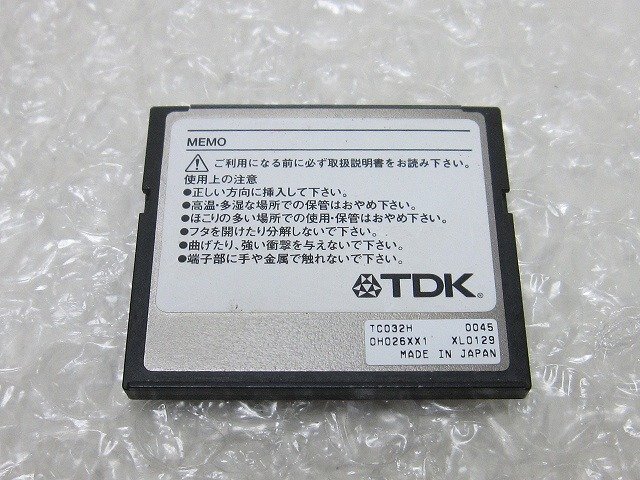 MEMO
ご利用になる前に必ず取扱説明書をお読み下さい。
使用上の注意
●正しい方向に挿入して下さい。
●高温・多湿な場所での保管はおやめ下さい。
●ほこりの多い場所での使用・保管はおやめ下さい。
●フタを開けたり分解しないで下さい。
●曲げたり、強い衝撃を与えないで下さい。
●端子部に手や金属で触れないで下さい。
TDK®
TC032H 0045
0H026XX1 XL0129
MADE IN JAPAN